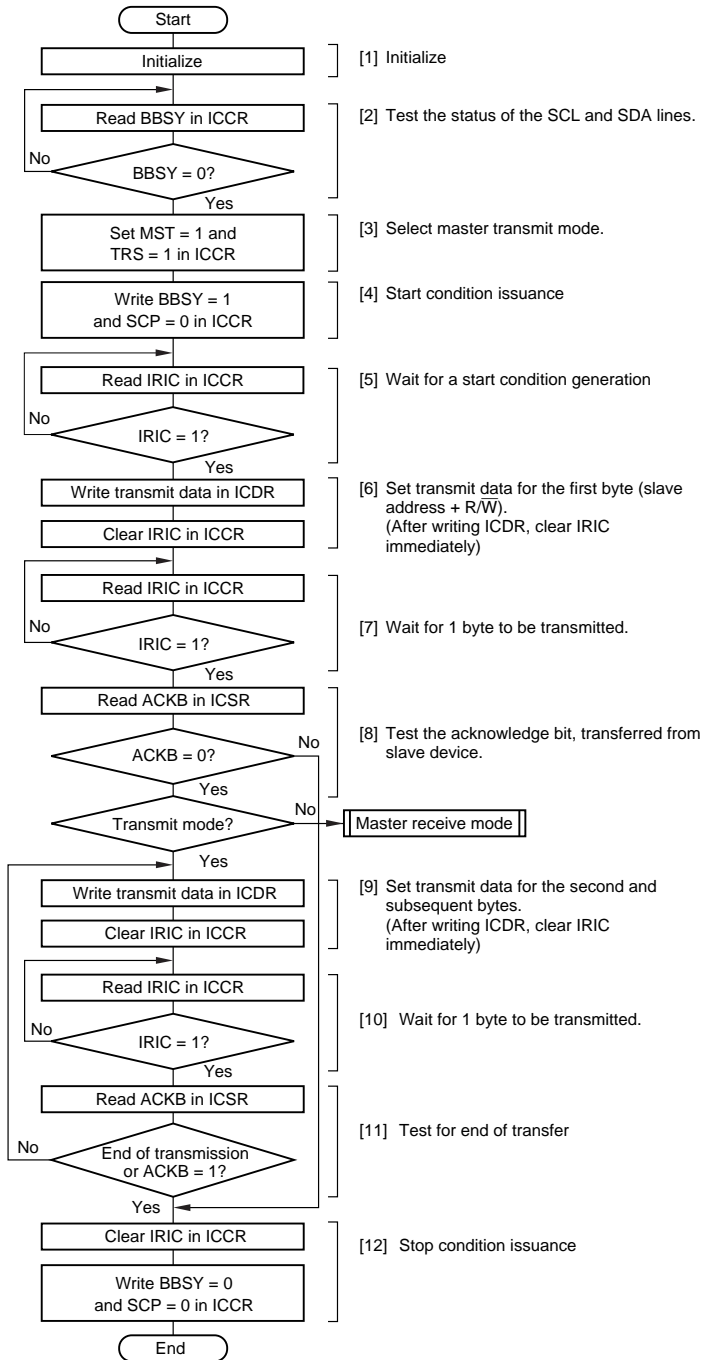 Start
Initialize
[1] Initialize
Read BBSY in ICCR
[2] Test the status of the SCL and SDA lines.
No
BBSY = 0?
Yes
Set MST = 1 and
TRS = 1 in ICCR
[3] Select master transmit mode.
Write BBSY = 1
and SCP = 0 in ICCR
[4] Start condition issuance
Read IRIC in ICCR
[5] Wait for a start condition generation
No
IRIC = 1?
Yes
Write transmit data in ICDR
[6] Set transmit data for the first byte (slave
address + R/W̅).
(After writing ICDR, clear IRIC
immediately)
Clear IRIC in ICCR
Read IRIC in ICCR
[7] Wait for 1 byte to be transmitted.
No
IRIC = 1?
Yes
Read ACKB in ICSR
[8] Test the acknowledge bit, transferred from
slave device.
No
ACKB = 0?
Yes
Transmit mode?
No
Master receive mode
Yes
Write transmit data in ICDR
[9] Set transmit data for the second and
subsequent bytes.
(After writing ICDR, clear IRIC
immediately)
Clear IRIC in ICCR
Read IRIC in ICCR
[10] Wait for 1 byte to be transmitted.
No
IRIC = 1?
Yes
Read ACKB in ICSR
[11] Test for end of transfer
No
End of transmission
or ACKB = 1?
Yes
Clear IRIC in ICCR
[12] Stop condition issuance
Write BBSY = 0
and SCP = 0 in ICCR
End